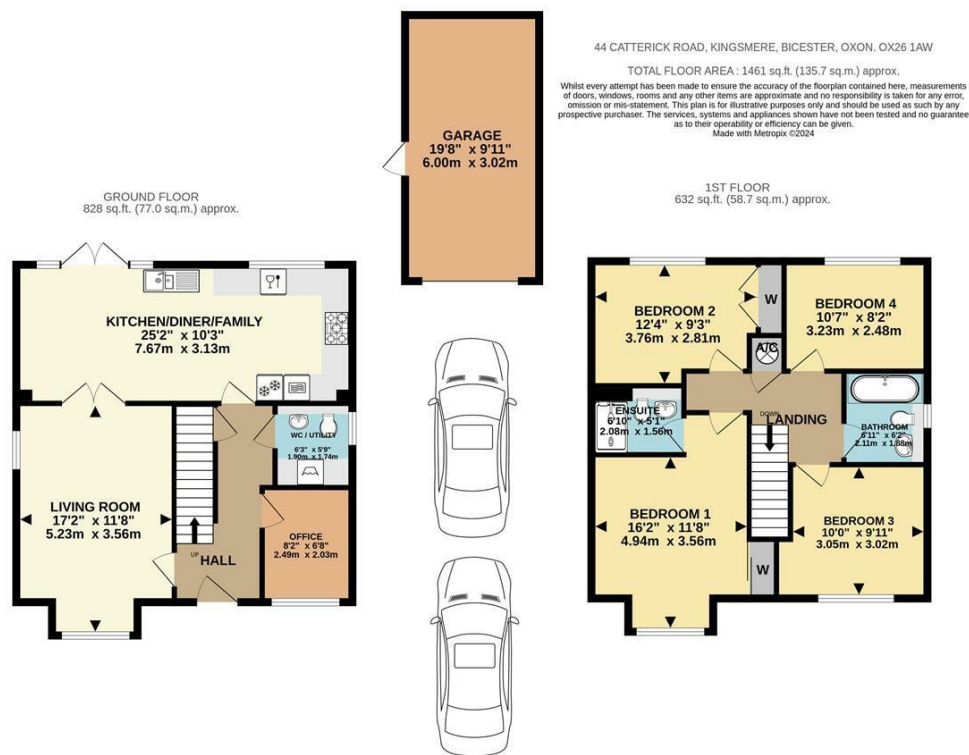 44 CATTERICK ROAD, KINGSMERE, BICESTER, OXON. OX26 1AW
TOTAL FLOOR AREA : 1461 sq.ft. (135.7 sq.m.) approx.
Whilst every attempt has been made to ensure the accuracy of the floorplan contained here, measurements
of doors, windows, rooms and any other items are approximate and no responsibility is taken for any error,
omission or mis-statement. This plan is for illustrative purposes only and should be used as such by any
prospective purchaser. The services, systems and appliances shown have not been tested and no guarantee
as to their operability or efficiency can be given.
Made with Metropix ©2024
GARAGE
19'8" x 9'11"
6.00m x 3.02m
GROUND FLOOR
828 sq.ft. (77.0 sq.m.) approx.
KITCHEN/DINER/FAMILY
25'2" x 10'3"
7.67m x 3.13m
WC / UTILITY
6'3" x 5'9"
1.90m x 1.74m
LIVING ROOM
17'2" x 11'8"
5.23m x 3.56m
OFFICE
8'2" x 6'8"
2.49m x 2.03m
UP
HALL
1ST FLOOR
632 sq.ft. (58.7 sq.m.) approx.
BEDROOM 2
12'4" x 9'3"
3.76m x 2.81m
W
BEDROOM 4
10'7" x 8'2"
3.23m x 2.48m
A/C
ENSUITE
6'10" x 5'1"
2.08m x 1.56m
DOWN
LANDING
BATHROOM
6'11" x 6'2"
2.11m x 1.88m
BEDROOM 1
16'2" x 11'8"
4.94m x 3.56m
W
BEDROOM 3
10'0" x 9'11"
3.05m x 3.02m